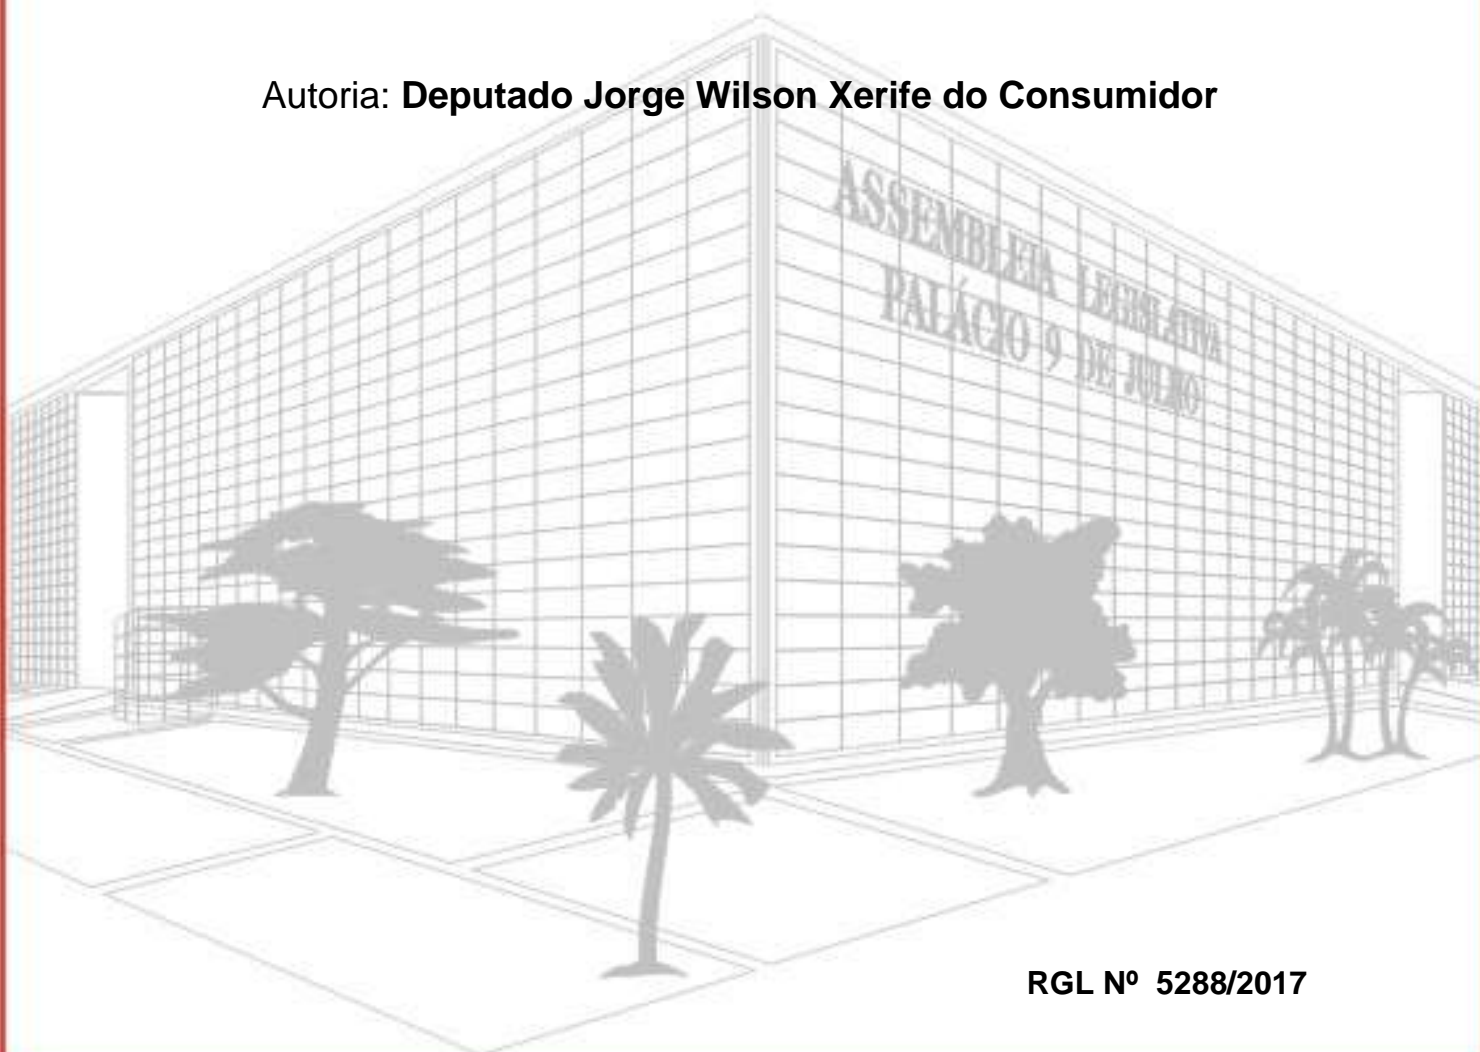 Autoria: Deputado Jorge Wilson Xerife do Consumidor
ASSEMBLEIA LEGISLATIVA
PALÁCIO 9 DE JULHO
RGL Nº 5288/2017